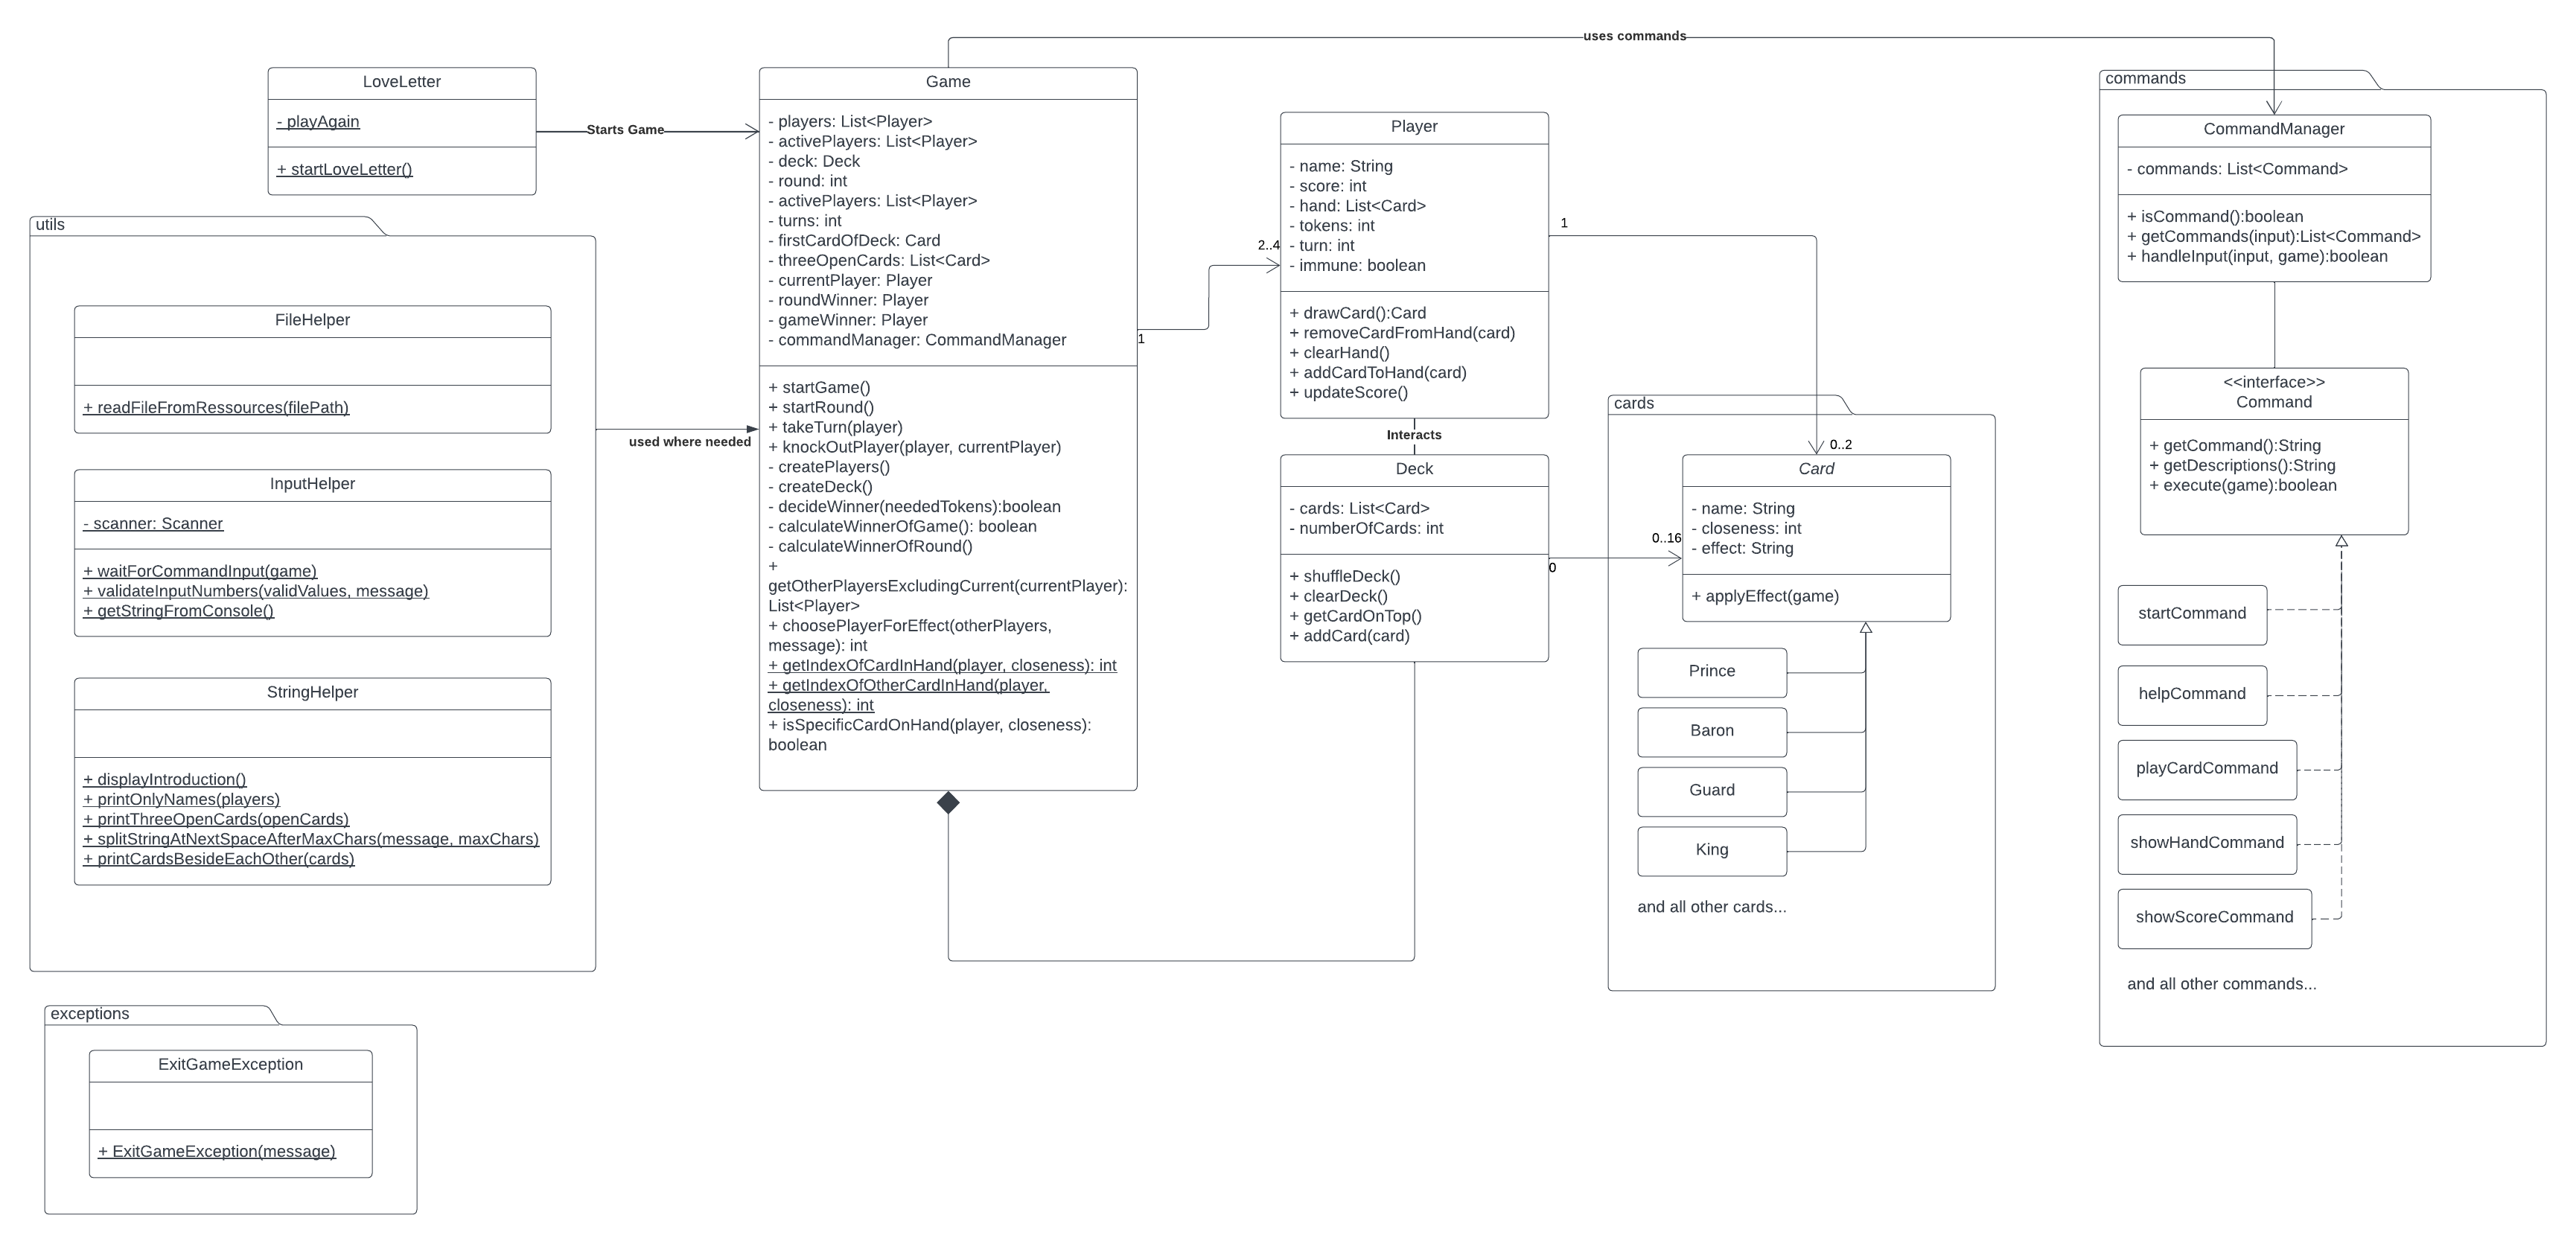 uses commands
LoveLetter
- playAgain
+ startLoveLetter()
Starts Game
Game
- players: List<Player>
- activePlayers: List<Player>
- deck: Deck
- round: int
- activePlayers: List<Player>
- turns: int
- firstCardOfDeck: Card
- threeOpenCards: List<Card>
- currentPlayer: Player
- roundWinner: Player
- gameWinner: Player
- commandManager: CommandManager
+ startGame()
+ startRound()
+ takeTurn(player)
+ knockOutPlayer(player, currentPlayer)
- createPlayers()
- createDeck()
- decideWinner(neededTokens):boolean
- calculateWinnerOfGame(): boolean
- calculateWinnerOfRound()
+
getOtherPlayersExcludingCurrent(currentPlayer):
List<Player>
+ choosePlayerForEffect(otherPlayers,
message): int
+ getIndexOfCardInHand(player, closeness): int
+ getIndexOfOtherCardInHand(player,
closeness): int
+ isSpecificCardOnHand(player, closeness):
boolean
1
2..4
Player
- name: String
- score: int
- hand: List<Card>
- tokens: int
- turn: int
- immune: boolean
+ drawCard():Card
+ removeCardFromHand(card)
+ clearHand()
+ addCardToHand(card)
+ updateScore()
1
0..2
Interacts
Deck
- cards: List<Card>
- numberOfCards: int
+ shuffleDeck()
+ clearDeck()
+ getCardOnTop()
+ addCard(card)
0
0..16
cards
Card
- name: String
- closeness: int
- effect: String
+ applyEffect(game)
Prince
Baron
Guard
King
and all other cards...
commands
CommandManager
- commands: List<Command>
+ isCommand():boolean
+ getCommands(input):List<Command>
+ handleInput(input, game):boolean
<<interface>>
Command
+ getCommand():String
+ getDescriptions():String
+ execute(game):boolean
startCommand
helpCommand
playCardCommand
showHandCommand
showScoreCommand
and all other commands...
utils
FileHelper
+ readFileFromRessources(filePath)
InputHelper
- scanner: Scanner
+ waitForCommandInput(game)
+ validateInputNumbers(validValues, message)
+ getStringFromConsole()
StringHelper
+ displayIntroduction()
+ printOnlyNames(players)
+ printThreeOpenCards(openCards)
+ splitStringAtNextSpaceAfterMaxChars(message, maxChars)
+ printCardsBesideEachOther(cards)
used where needed
exceptions
ExitGameException
+ ExitGameException(message)